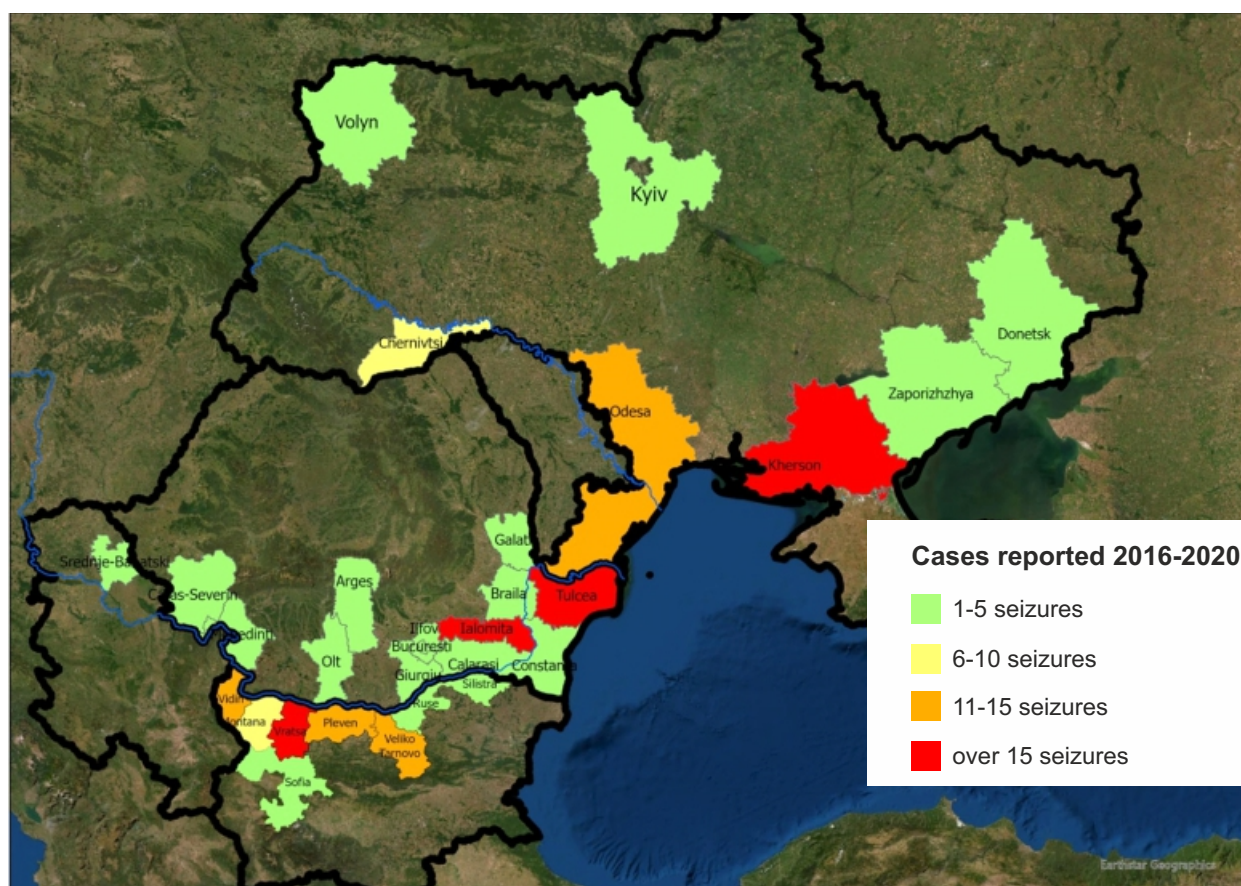 Volyn
Kyiv
Donetsk
Chernivtsi
Zaporizhzhya
Odesa
Kherson
Galati
Arges
Braila
Tulcea
Ilfov
Ialomita
Bucuresti
Olt
Calarasi
Constanta
Giurgiu
Silistra
Ruse
Vidin
Montana
Vratsa
Pleven
Veliko
Tarnovo
Sofia
Cases reported 2016-2020
1-5 seizures
6-10 seizures
11-15 seizures
over 15 seizures
Earthstar Geographics